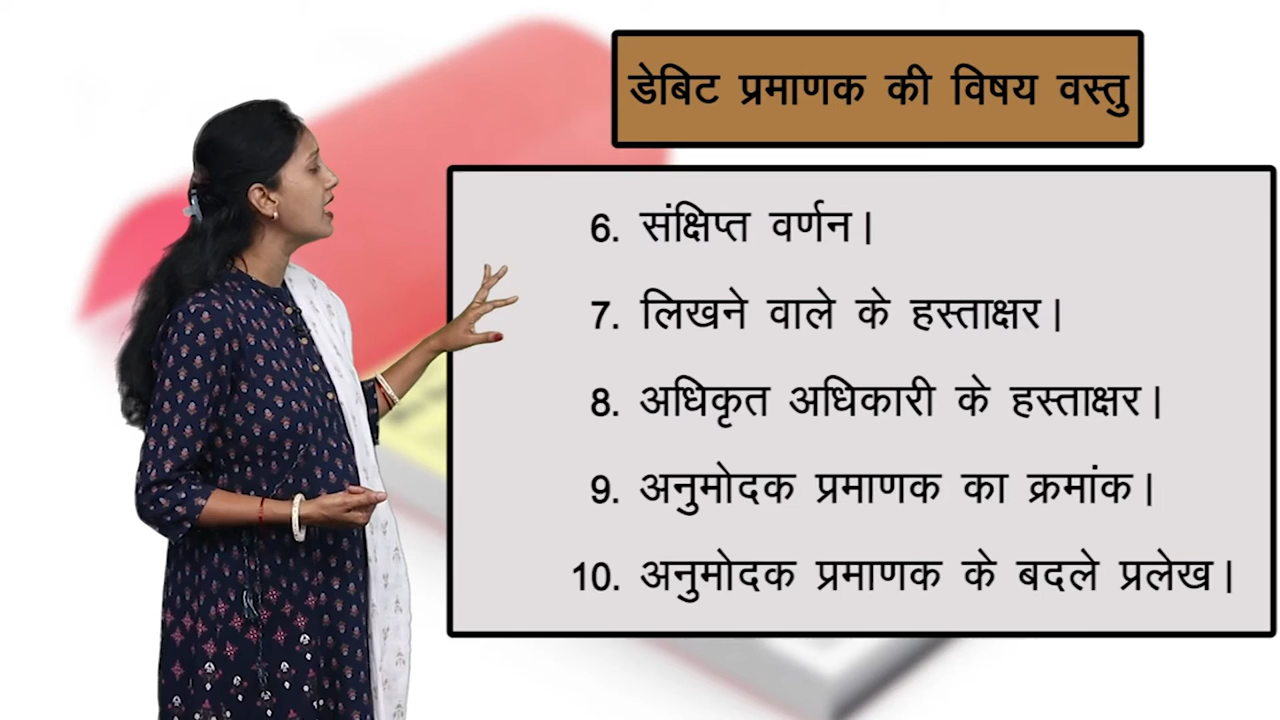 डेबिट प्रमाणक की विषय वस्तु
6. संक्षिप्त वर्णन।
7. लिखने वाले के हस्ताक्षर।
8. अधिकृत अधिकारी के हस्ताक्षर।
9. अनुमोदक प्रमाणक का क्रमांक।
10. अनुमोदक प्रमाणक के बदले प्रलेख।